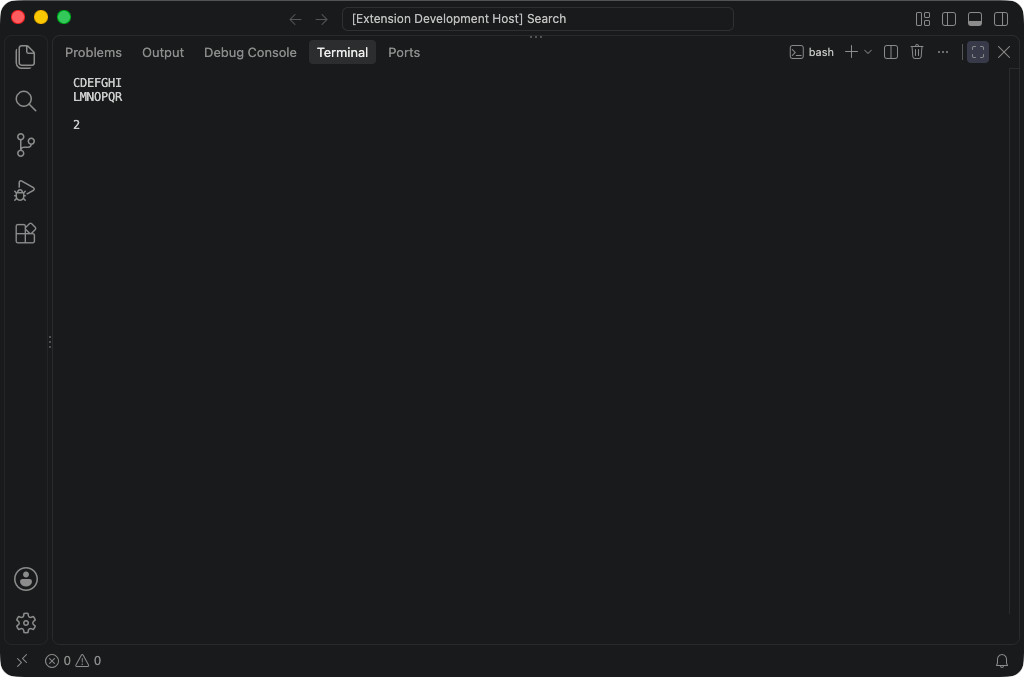 [Extension Development Host] Search
Problems Output Debug Console Terminal Ports bash
CDEFGHI
LMNOPQR
2
0 0